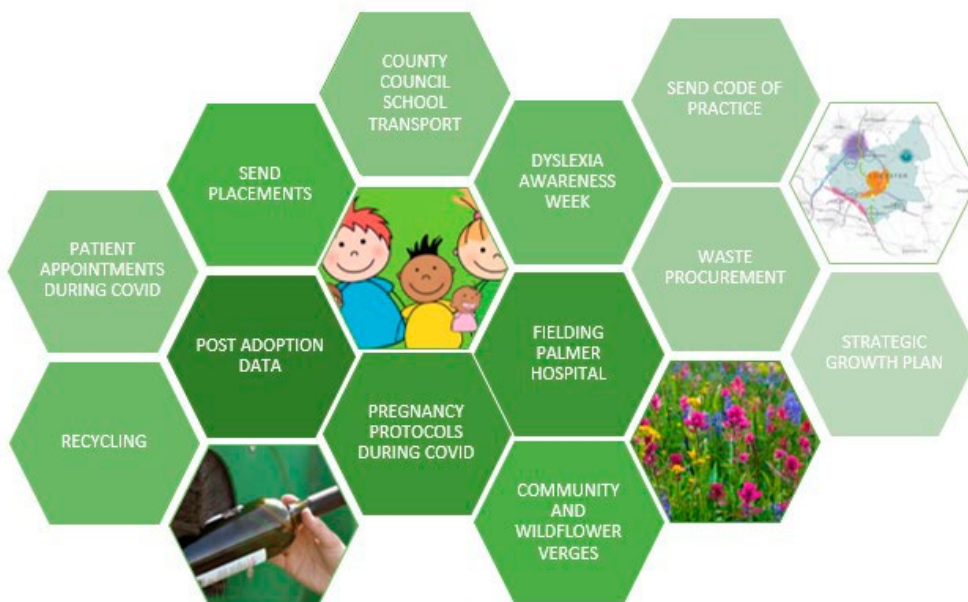 COUNTY
COUNCIL
SCHOOL
TRANSPORT
SEND CODE OF
PRACTICE
SEND
PLACEMENTS
DYSLEXIA
AWARENESS
WEEK
PATIENT
APPOINTMENTS
DURING COVID
WASTE
PROCUREMENT
POST ADOPTION
DATA
FIELDING
PALMER
HOSPITAL
STRATEGIC
GROWTH PLAN
RECYCLING
PREGNANCY
PROTOCOLS
DURING COVID
COMMUNITY
AND
WILDFLOWER
VERGES